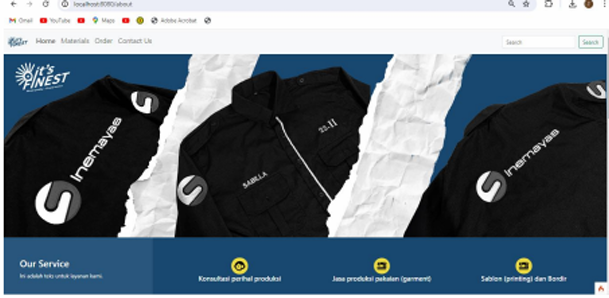 localhost:8080/about
Gmail YouTube Maps Adobe Acrobat
it's FINEST Home Materials Order Contact Us Search Search
it's
FINEST
Inemayas
SABILLA
22-II
Inemayas
Our Service
Ini adalah teks untuk layanan kami.
Konsultasi perihal produksi
Jasa produksi pakaian (garment)
Sablon (printing) dan Bordir